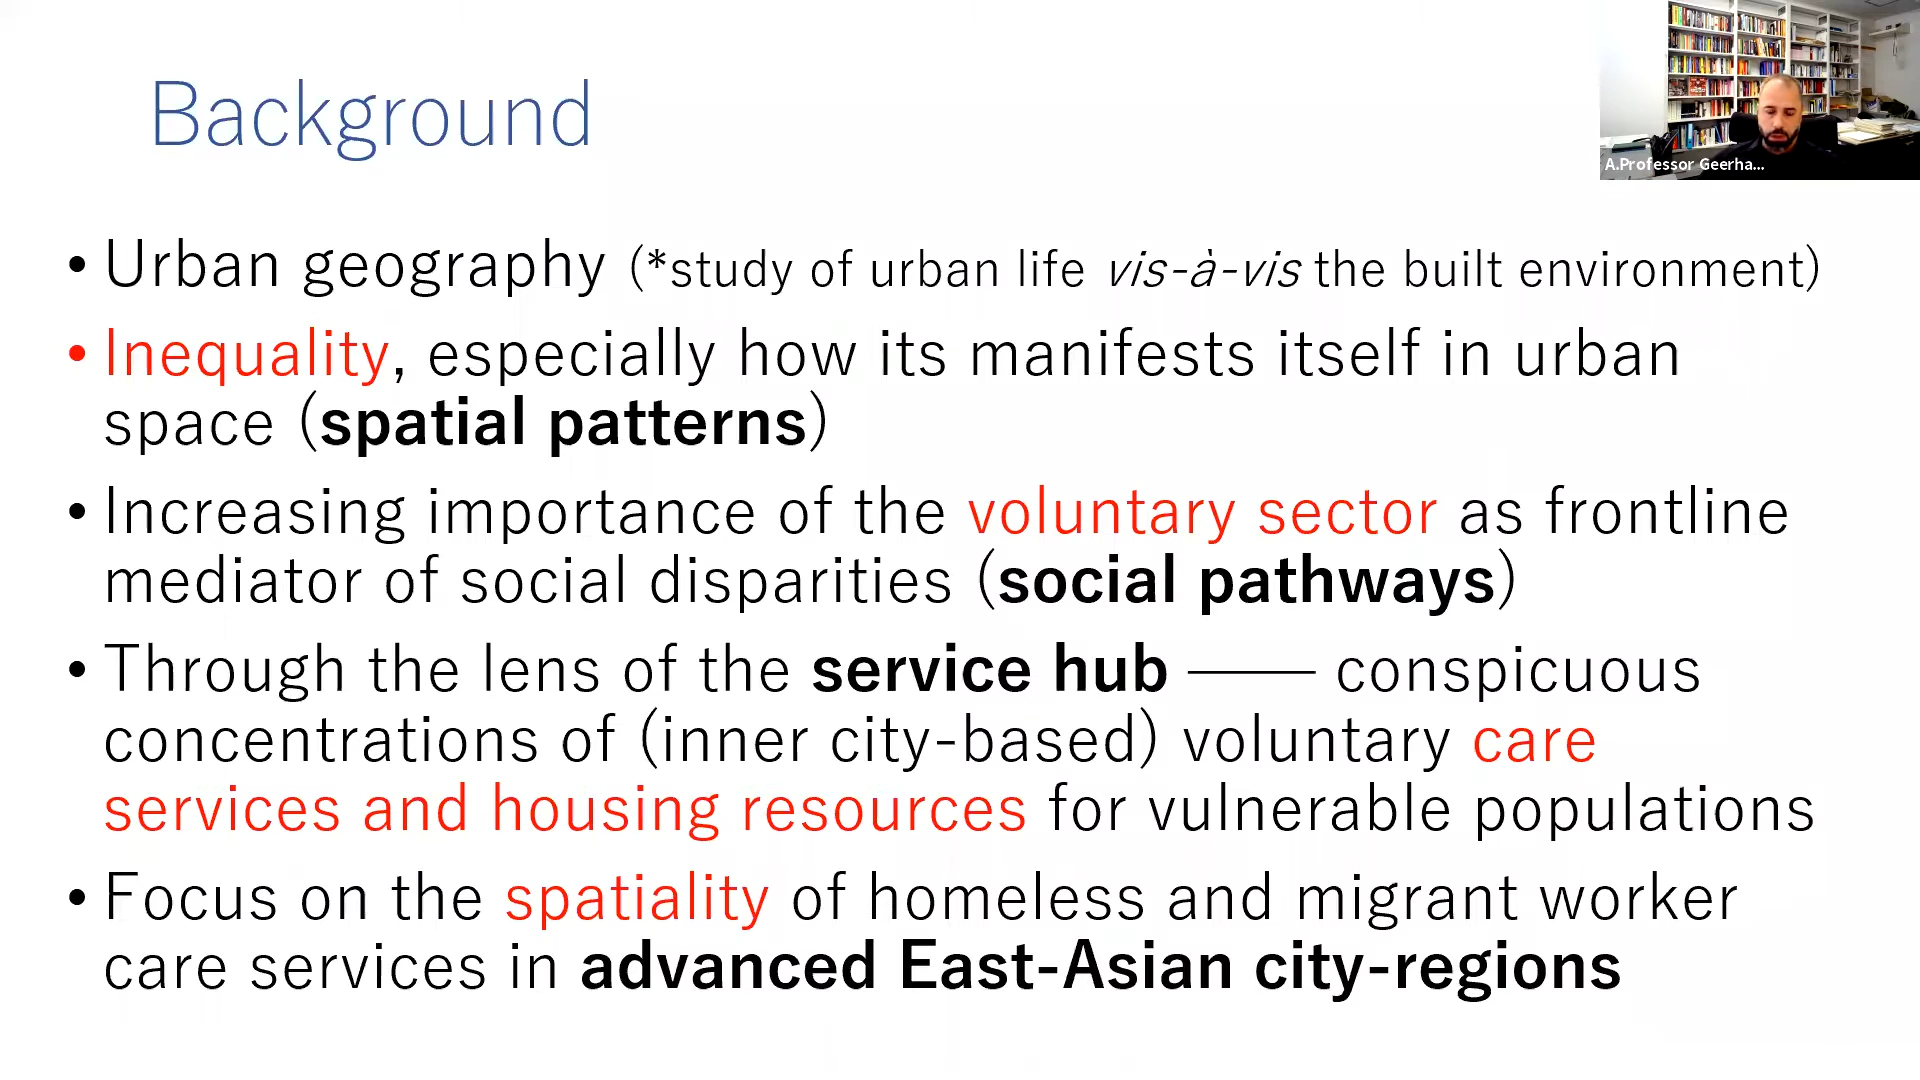 Background
A.Professor Geerha...
• Urban geography (*study of urban life vis-à-vis the built environment)
• Inequality, especially how its manifests itself in urban
space (spatial patterns)
• Increasing importance of the voluntary sector as frontline
mediator of social disparities (social pathways)
• Through the lens of the service hub —— conspicuous
concentrations of (inner city-based) voluntary care
services and housing resources for vulnerable populations
• Focus on the spatiality of homeless and migrant worker
care services in advanced East-Asian city-regions